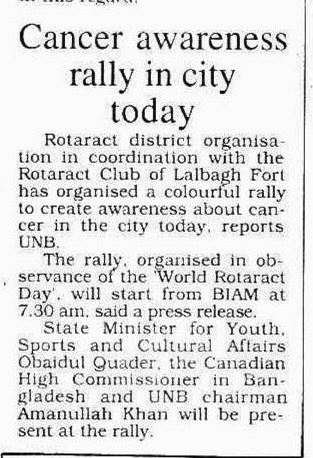 Cancer awareness
rally in city
today
Rotaract district organisa-
tion in coordination with the
Rotaract Club of Lalbagh Fort
has organised a colourful rally
to create awareness about can-
cer in the city today, reports
UNB.
The rally, organised in ob-
servance of the 'World Rotaract
Day', will start from BIAM at
7.30 am, said a press release.
State Minister for Youth,
Sports and Cultural Affairs
Obaidul Quader, the Canadian
High Commissioner in Ban-
gladesh and UNB chairman
Amanullah Khan will be pre-
sent at the rally.